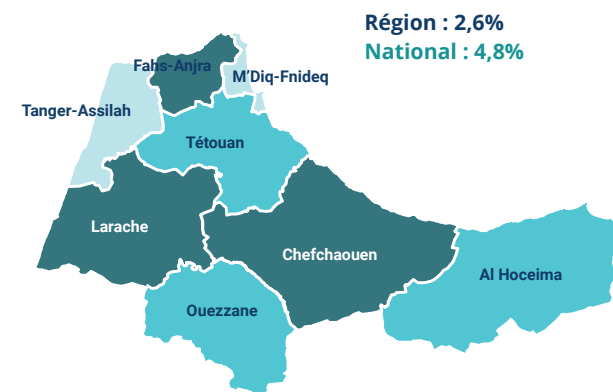 Région : 2,6%
National : 4,8%
Fahs-Anjra
M'Diq-Fnideq
Tanger-Assilah
Tétouan
Larache
Chefchaouen
Al Hoceima
Ouezzane